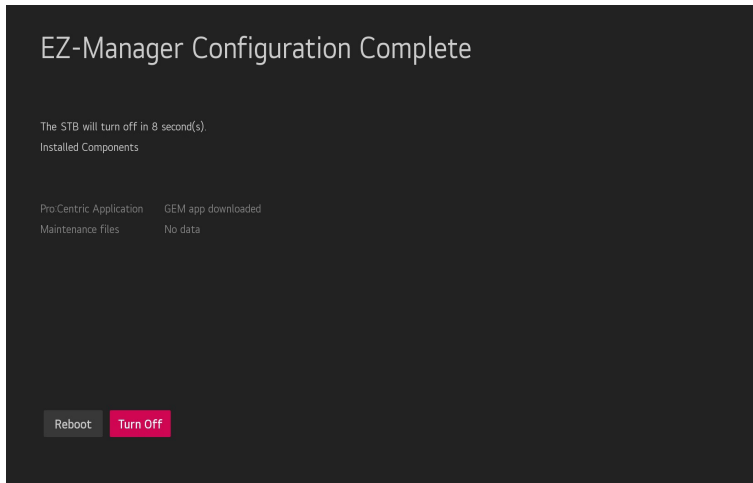 EZ-Manager Configuration Complete
The STB will turn off in 8 second(s).
Installed Components
Pro:Centric Application GEM app downloaded
Maintenance files No data
Reboot Turn Off